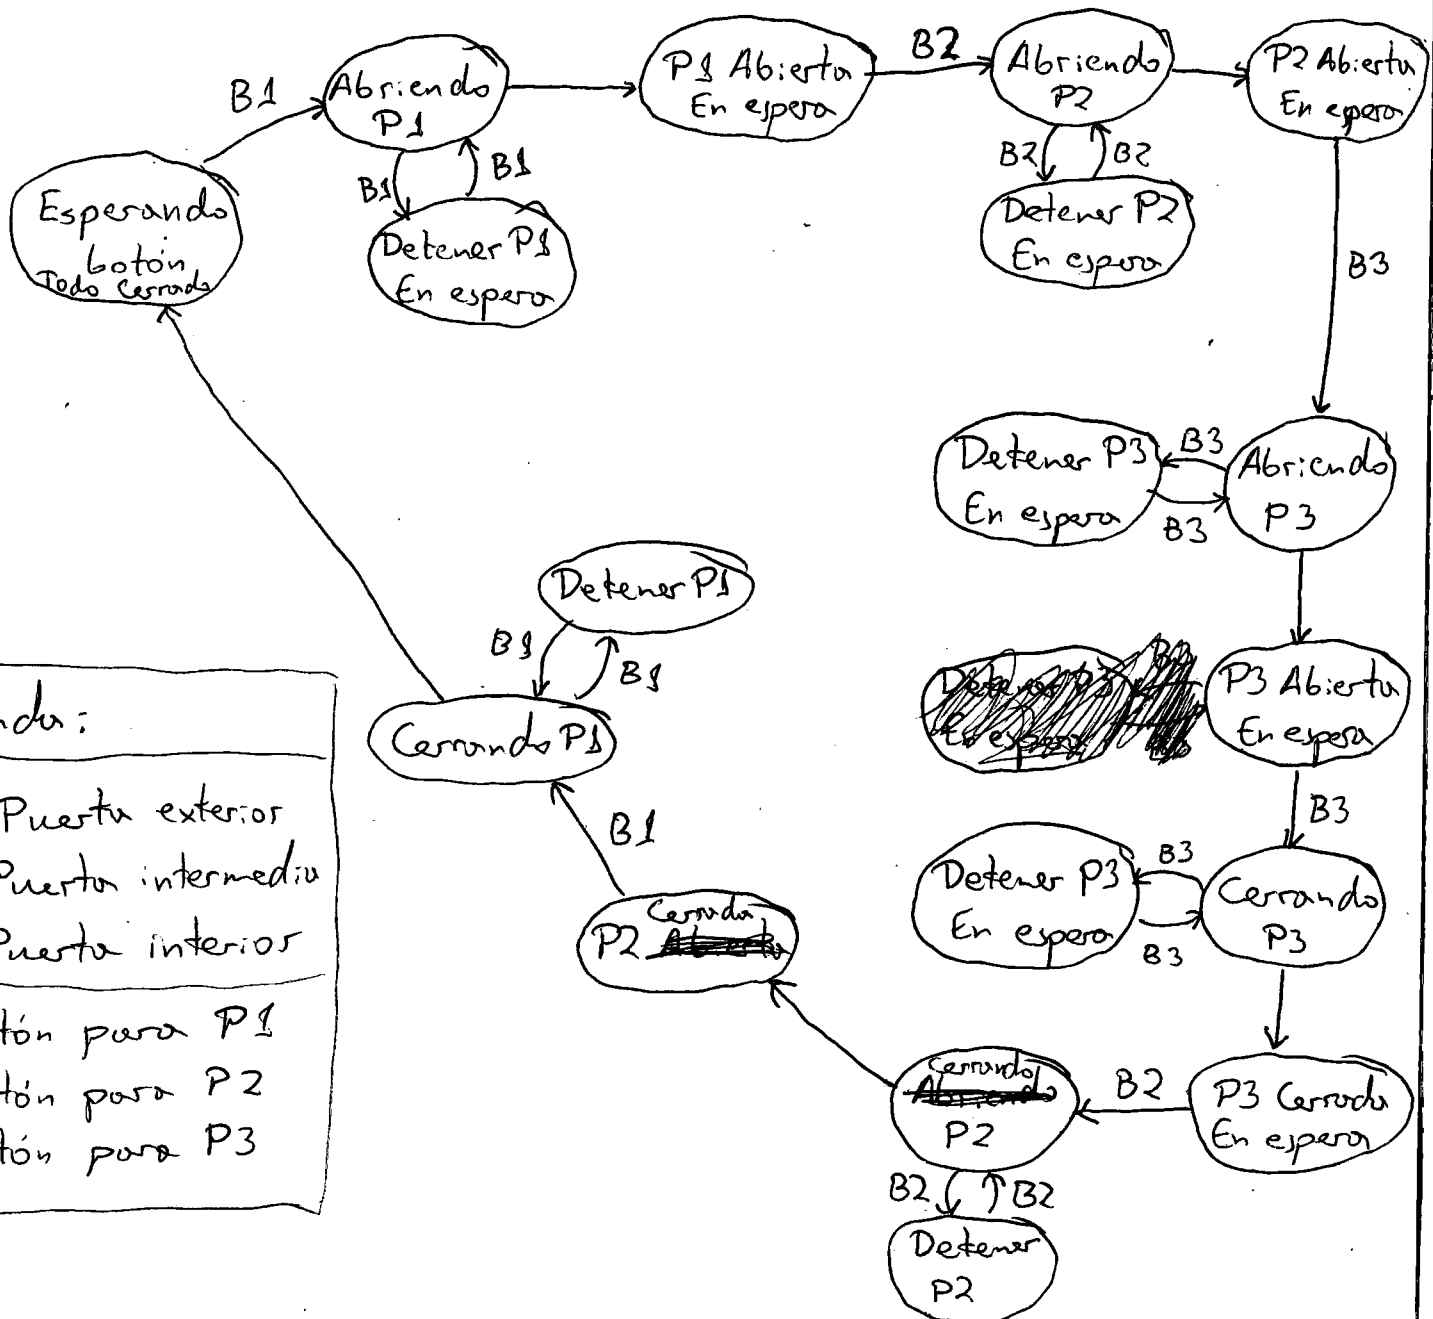 B1
Abriendo
P1
P1 Abierta
En espera
B2
Abriendo
P2
P2 Abierta
En espera
B1
B1
B2
B2
Esperando
botón
Todo Cerrado
Detener P1
En espera
Detener P2
En espera
B3
Detener P3
En espera
B3
B3
Abriendo
P3
Detener P1
B1
B1
P3 Abierta
En espera
Cerrando P1
B3
B1
Detener P3
En espera
B3
B3
Cerrando
P3
P2 Cerrada
Cerrando
P2
B2
P3 Cerrada
En espera
B2
B2
Detener
P2
nda:
Puerta exterior
Puerta intermedia
Puerta interior
tón para P1
tón para P2
tón para P3